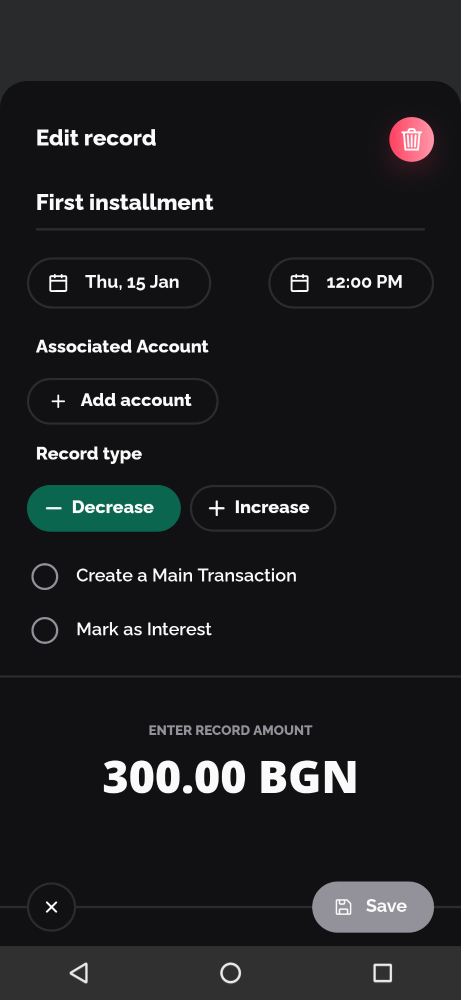 Edit record
First installment
Thu, 15 Jan
12:00 PM
Associated Account
Add account
Record type
Decrease
Increase
Create a Main Transaction
Mark as Interest
ENTER RECORD AMOUNT
300.00 BGN
Save